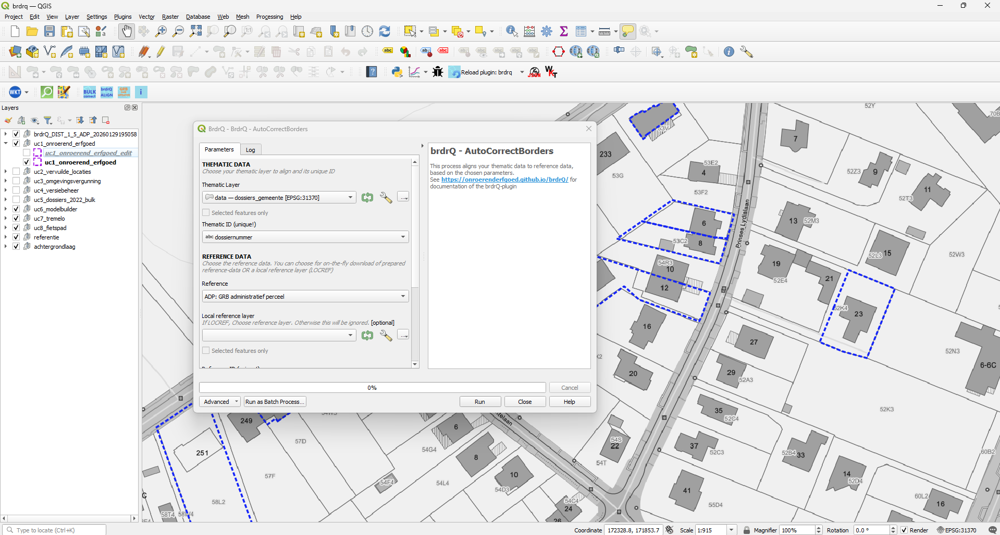 brdrq — QGIS
Project Edit View Layer Settings Plugins Vector Raster Database Web Mesh Processing Help
abc abc abc
Reload plugin: brdrq JSON WKT
WKT BULK correct brdrQ ALIGN GRB i
Layers
brdrQ_DIST_1_5_ADP_20260129195058
uc1_onroerend_erfgoed
uc1_onroerend_erfgoed_edit
uc1_onroerend_erfgoed
uc2_vervuilde_locaties
uc3_omgevingsvergunning
uc4_versiebeheer
uc5_dossiers_2022_bulk
uc6_modelbuilder
uc7_tremelo
uc8_fietspad
referentie
achtergrondlaag
BrdrQ - BrdrQ - AutoCorrectBorders
Parameters Log
THEMATIC DATA
Choose your thematic layer to align and its unique ID
Thematic Layer
data — dossiers_gemeente [EPSG:31370]
...
Selected features only
Thematic ID (unique!)
abc dossiernummer
REFERENCE DATA
Choose the reference data. You can choose for on-the-fly download of prepared
reference-data OR a local reference layer (LOCREF)
Reference
ADP: GRB administratief perceel
Local reference layer
If LOCREF, Choose reference layer. Otherwise this will be ignored. [optional]
...
Selected features only
brdrQ - AutoCorrectBorders
This process aligns your thematic data to reference data,
based on the chosen parameters.
See https://onroerenderfgoed.github.io/brdrQ/ for
documentation of the brdrQ-plugin
0%
Cancel
Advanced Run as Batch Process... Run Close Help
52Y
70B
53V
7
233
53E2
4
53G
53F2
52Z3
9
11
52T3
Prinses Lydialaan
13
52M3
6
53C2
8
54R3
10
12
15
52L3
52W3
19
21
52E4
52K4
23
16
27
52N3
6-6C
K2
20
29
52A3
35
52C4
52K3
249
54W3
ttelaan
6
57D
54G4
251
8
54S
22
37
52C3
52B4
33
60B2
54T
57F
10
54F4
54L4
54D3
14
52D4
41
58L2
54C4
24
26
55D4
60L2
16
58T4
58W4
Type to locate (Ctrl+K)
Coordinate 172328.8, 171853.7 Scale 1:915 Magnifier 100% Rotation 0.0 ° Render EPSG:31370